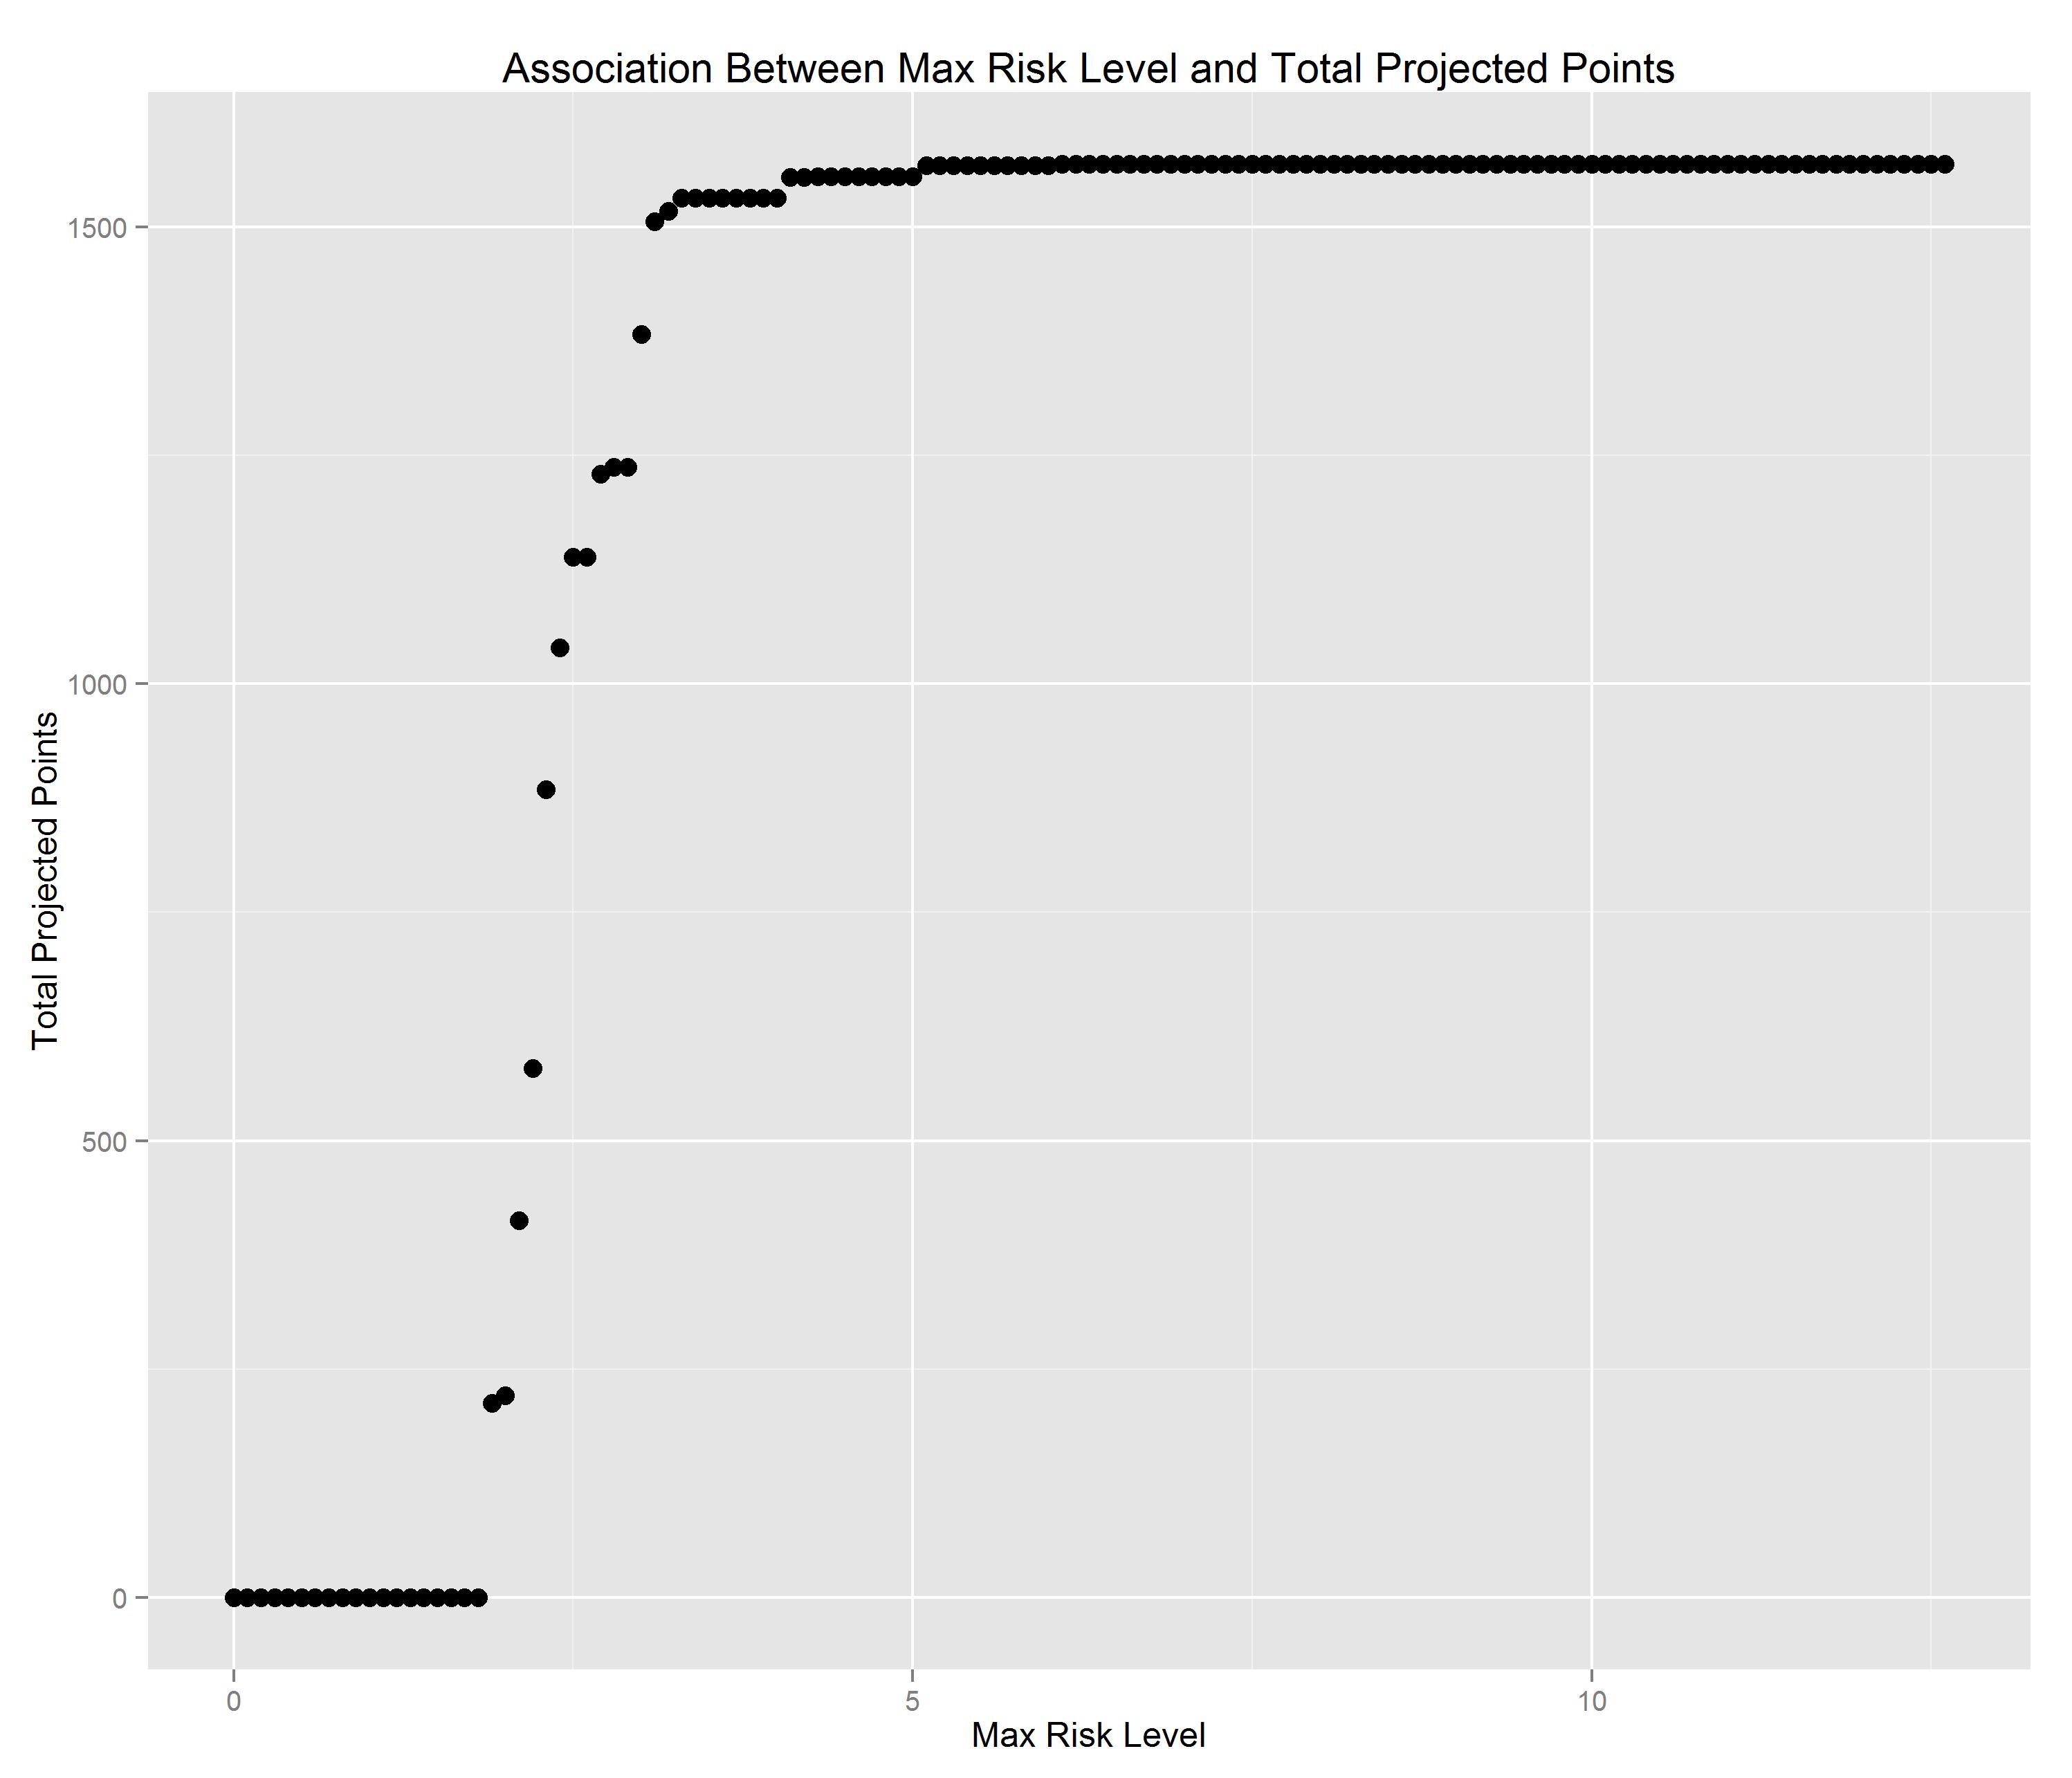 Association Between Max Risk Level and Total Projected Points
Total Projected Points
1500
1000
500
0
0
5
10
Max Risk Level